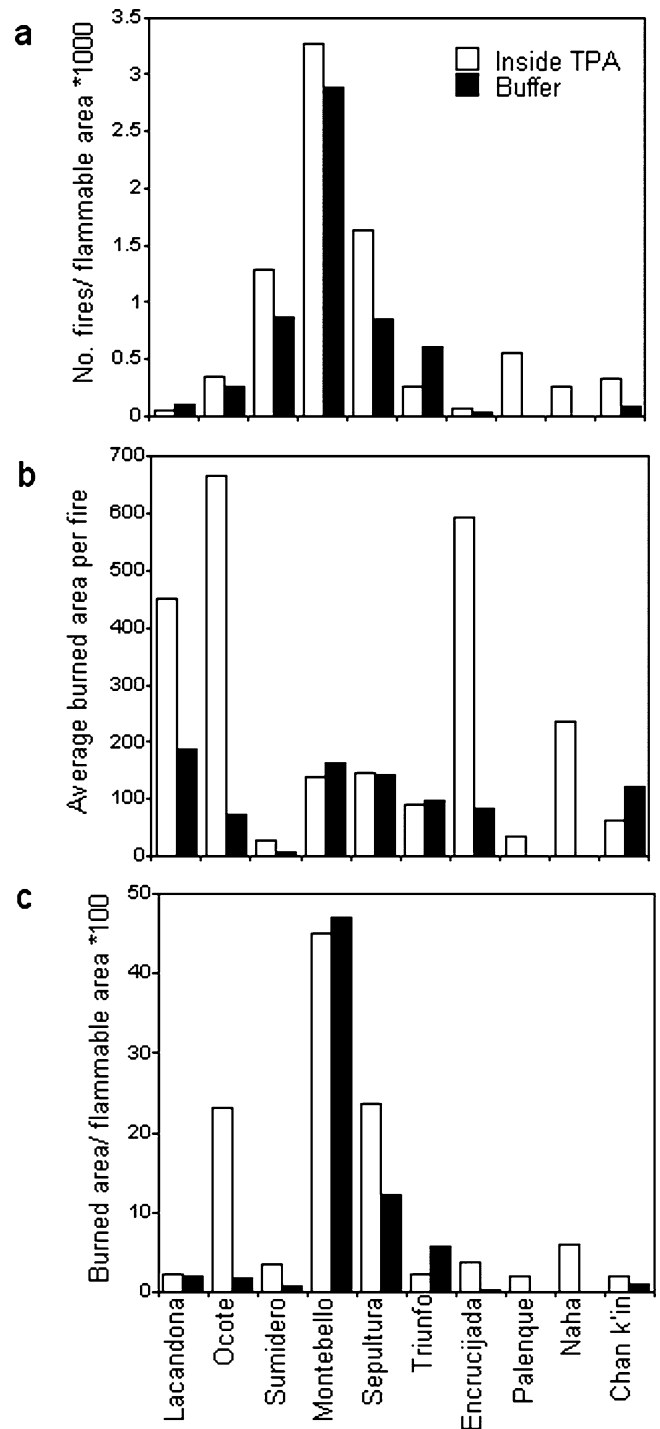 a
No. fires/ flammable area *1000
3.5
3
2.5
2
1.5
1
0.5
0
Inside TPA
Buffer
b
Average burned area per fire
700
600
500
400
300
200
100
0
c
Burned area/ flammable area *100
50
40
30
20
10
0
Lacandona
Ocote
Sumidero
Montebello
Sepultura
Triunfo
Encrucijada
Palenque
Naha
Chan k'in